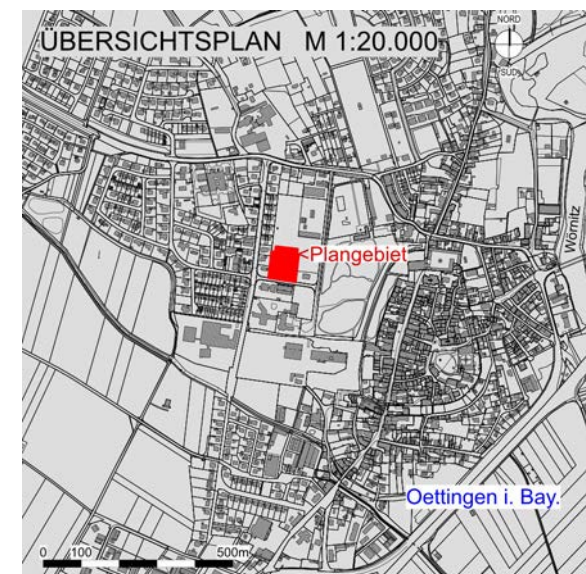 ÜBERSICHTSPLAN M 1:20.000
NORD
SÜD
Wörnitz
<Plangebiet
Oettingen i. Bay.
0 100 500m